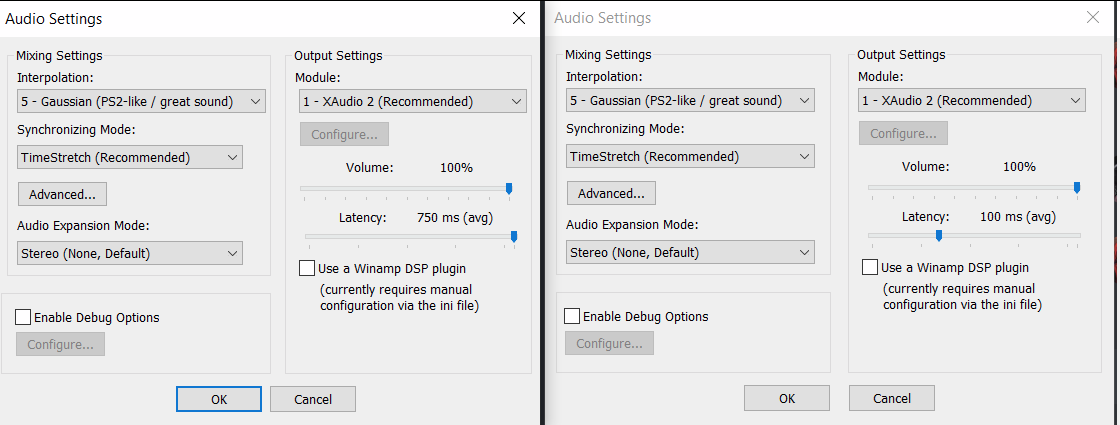 Audio Settings
Mixing Settings
Interpolation:
5 - Gaussian (PS2-like / great sound)
Synchronizing Mode:
TimeStretch (Recommended)
Advanced...
Audio Expansion Mode:
Stereo (None, Default)
Enable Debug Options
Configure...
Output Settings
Module:
1 - XAudio 2 (Recommended)
Configure...
Volume: 100%
Latency: 750 ms (avg)
Use a Winamp DSP plugin
(currently requires manual
configuration via the ini file)
OK Cancel
Audio Settings
Mixing Settings
Interpolation:
5 - Gaussian (PS2-like / great sound)
Synchronizing Mode:
TimeStretch (Recommended)
Advanced...
Audio Expansion Mode:
Stereo (None, Default)
Enable Debug Options
Configure...
Output Settings
Module:
1 - XAudio 2 (Recommended)
Configure...
Volume: 100%
Latency: 100 ms (avg)
Use a Winamp DSP plugin
(currently requires manual
configuration via the ini file)
OK Cancel